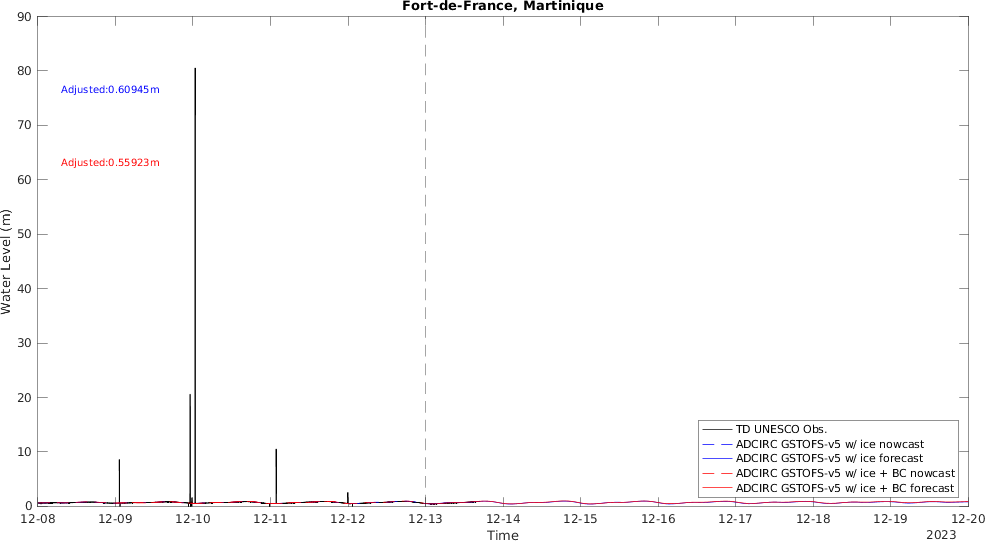 Fort-de-France, Martinique
90
80
70
60
50
40
30
20
10
0
Water Level (m)
Adjusted:0.60945m
Adjusted:0.55923m
TD UNESCO Obs.
ADCIRC GSTOFS-v5 w/ ice nowcast
ADCIRC GSTOFS-v5 w/ ice forecast
ADCIRC GSTOFS-v5 w/ ice + BC nowcast
ADCIRC GSTOFS-v5 w/ ice + BC forecast
12-08 12-09 12-10 12-11 12-12 12-13 12-14 12-15 12-16 12-17 12-18 12-19 12-20
Time
2023